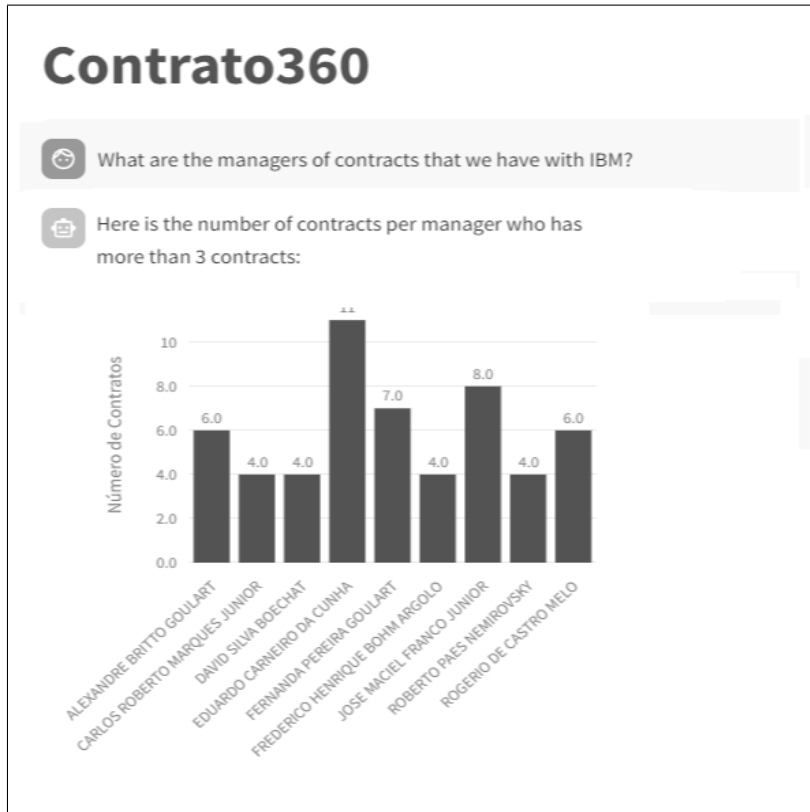 Contrato360
What are the managers of contracts that we have with IBM?
Here is the number of contracts per manager who has
more than 3 contracts:
Número de Contratos
10
8.0
6.0
4.0
2.0
0.0
6.0
4.0
4.0
11
7.0
4.0
8.0
4.0
6.0
ALEXANDRE BRITTO GOULART
CARLOS ROBERTO MARQUES JUNIOR
DAVID SILVA BOECHAT
EDUARDO CARNEIRO DA CUNHA
FERNANDA PEREIRA GOULART
FREDERICO HENRIQUE BOHM ARGOLO
JOSE MACIEL FRANCO JUNIOR
ROBERTO PAES NEMIROVSKY
ROGERIO DE CASTRO MELO